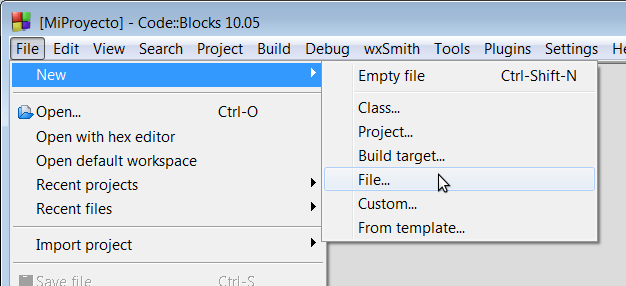 [MiProyecto] - Code::Blocks 10.05
File Edit View Search Project Build Debug wxSmith Tools Plugins Settings He
New
Open... Ctrl-O
Open with hex editor
Open default workspace
Recent projects
Recent files
Import project
Save file Ctrl-S
Empty file Ctrl-Shift-N
Class...
Project...
Build target...
File...
Custom...
From template...